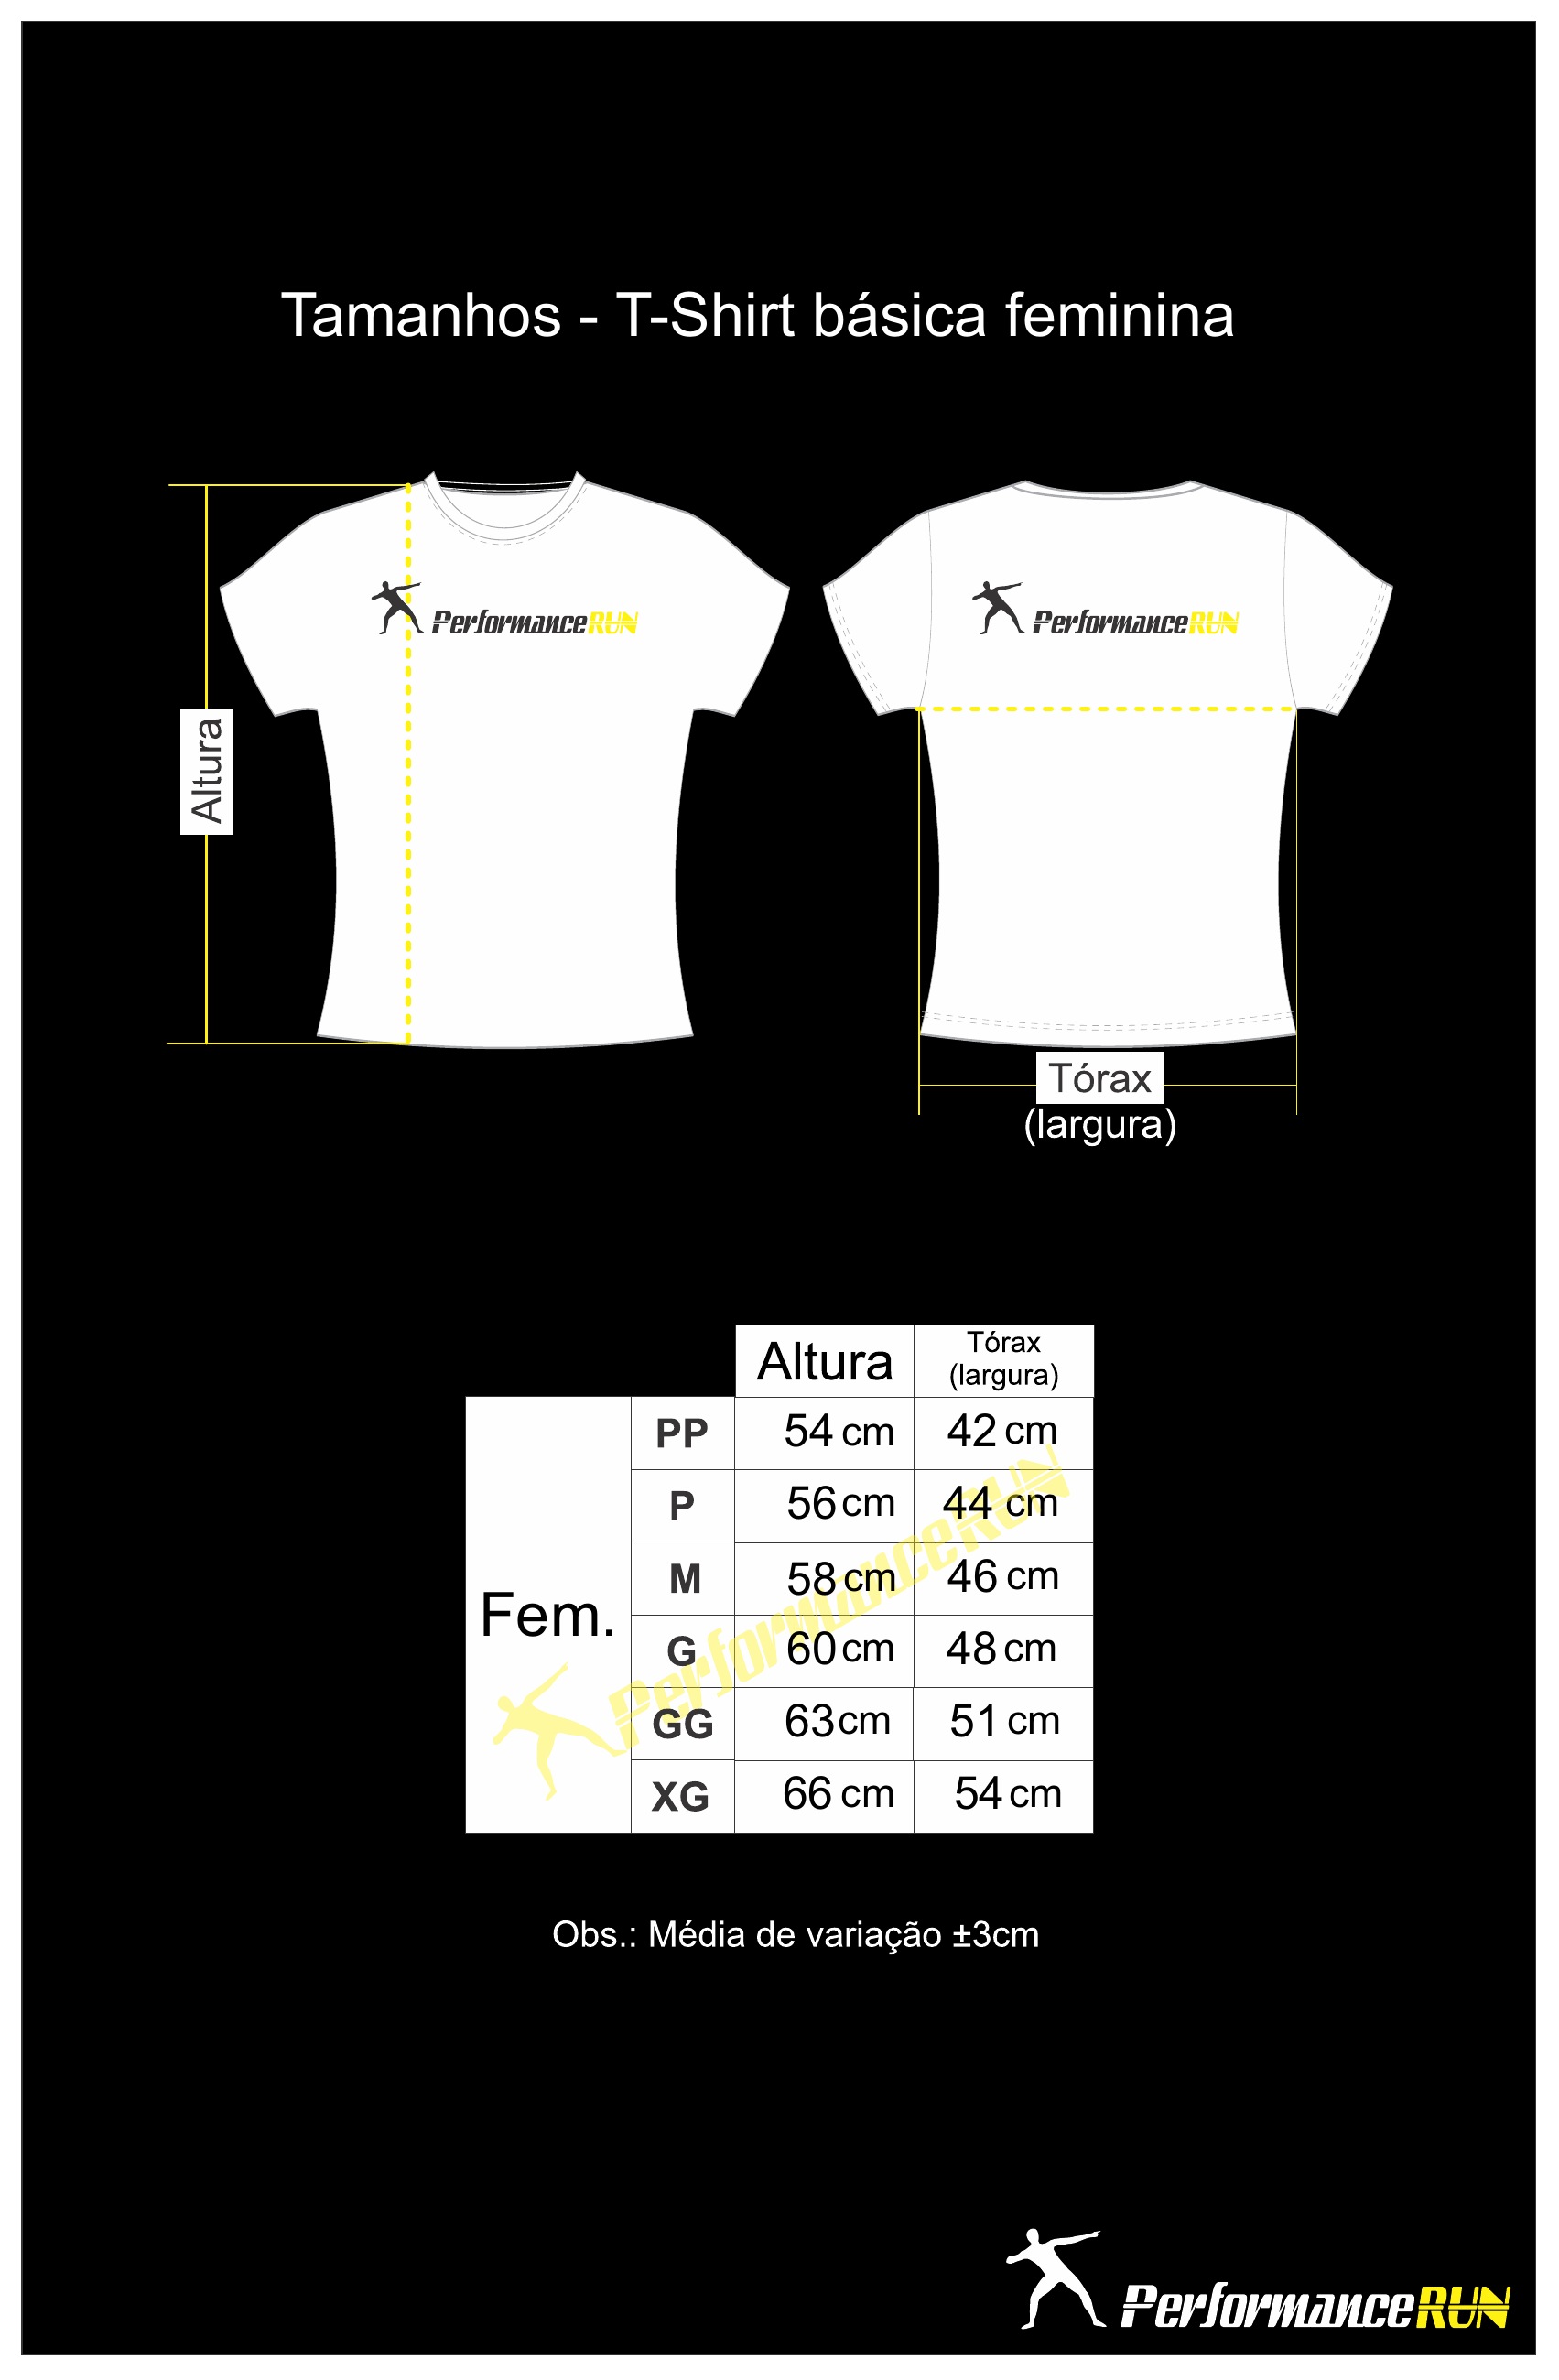 Tamanhos - T-Shirt básica feminina
PerformanceRUN
PerformanceRUN
Altura
Tórax
(largura)
Altura
Tórax
(largura)
Fem.
PP 54 cm 42 cm
P 56 cm 44 cm
M 58 cm 46 cm
G 60 cm 48 cm
GG 63 cm 51 cm
XG 66 cm 54 cm
PerformanceRUN
Obs.: Média de variação ±3cm
PerformanceRUN